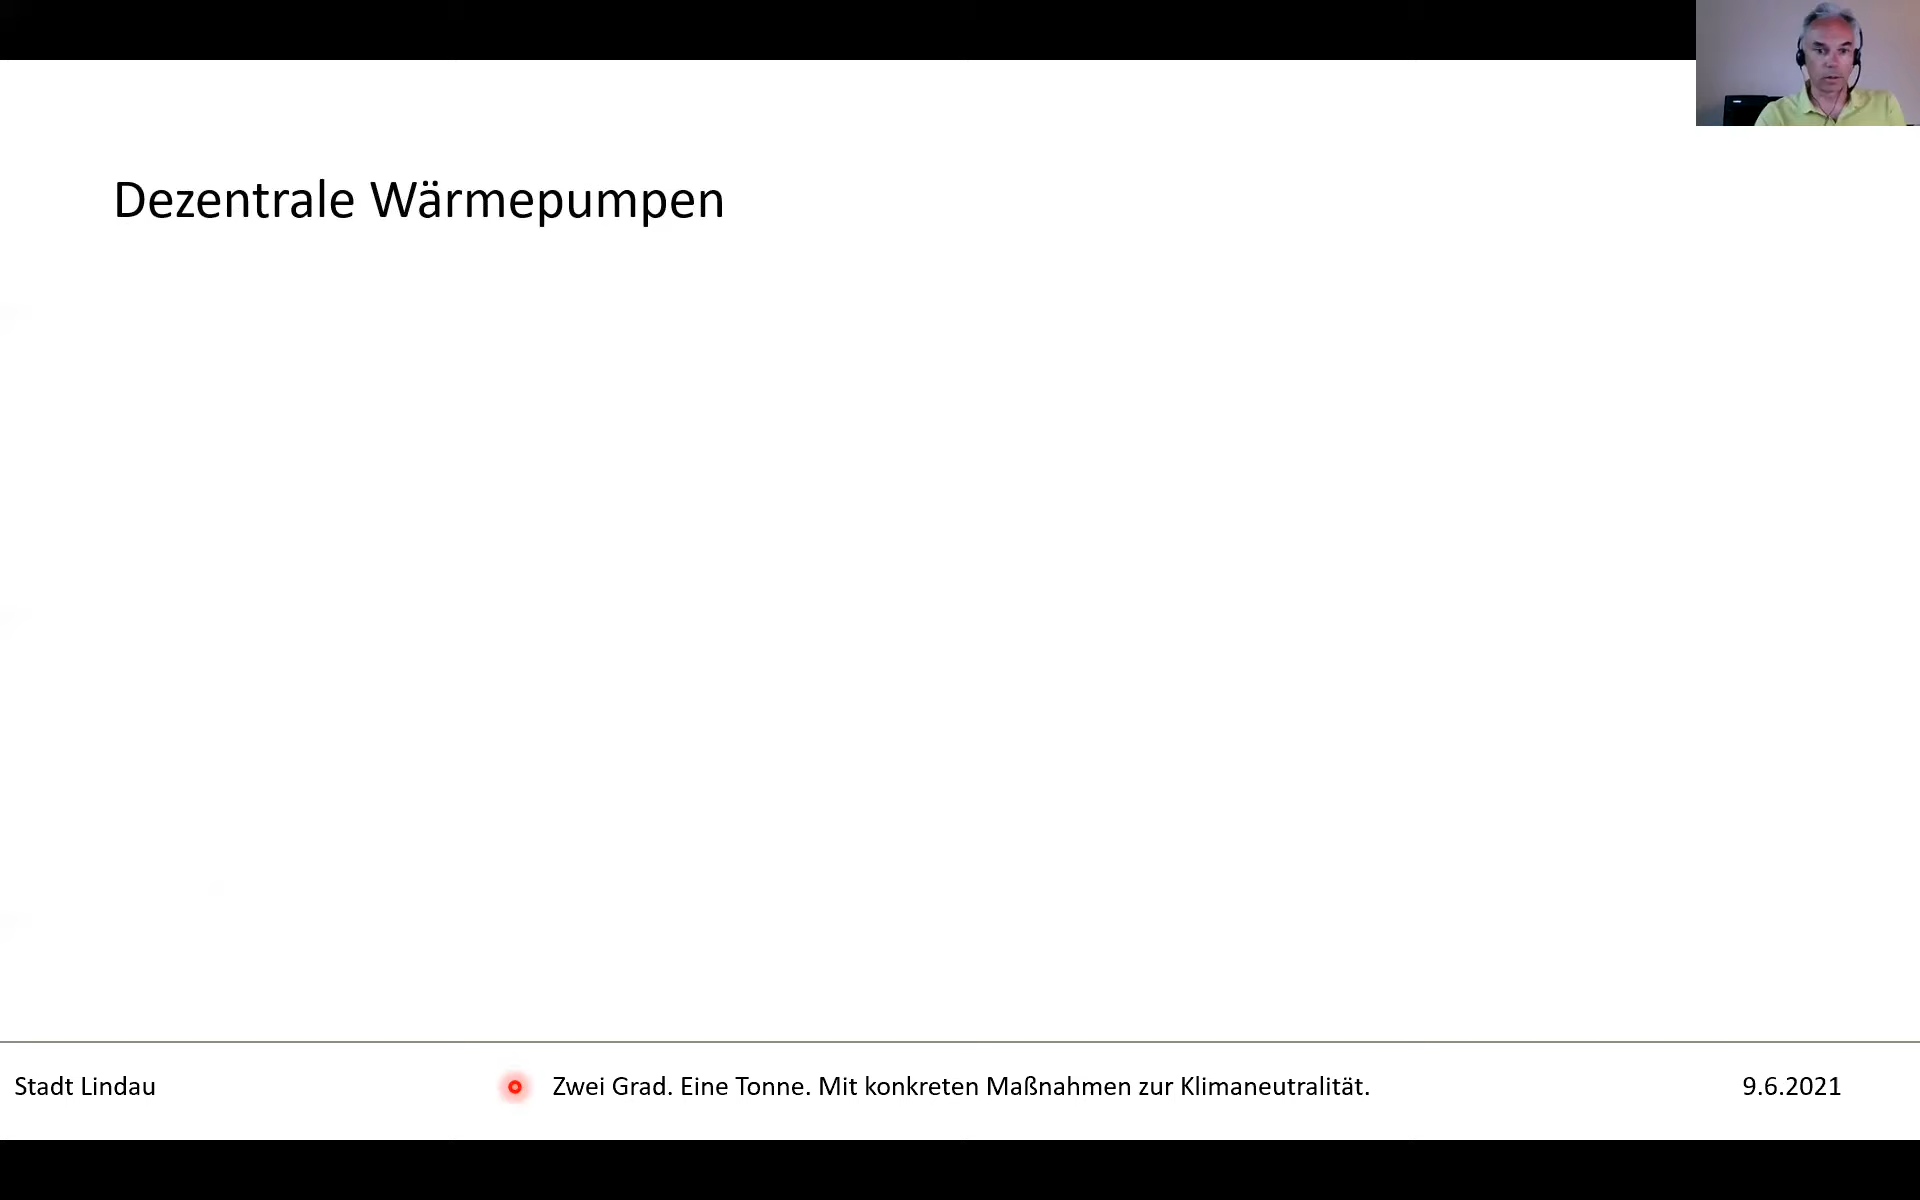 Dezentrale Wärmepumpen
Stadt Lindau
Zwei Grad. Eine Tonne. Mit konkreten Maßnahmen zur Klimaneutralität.
9.6.2021